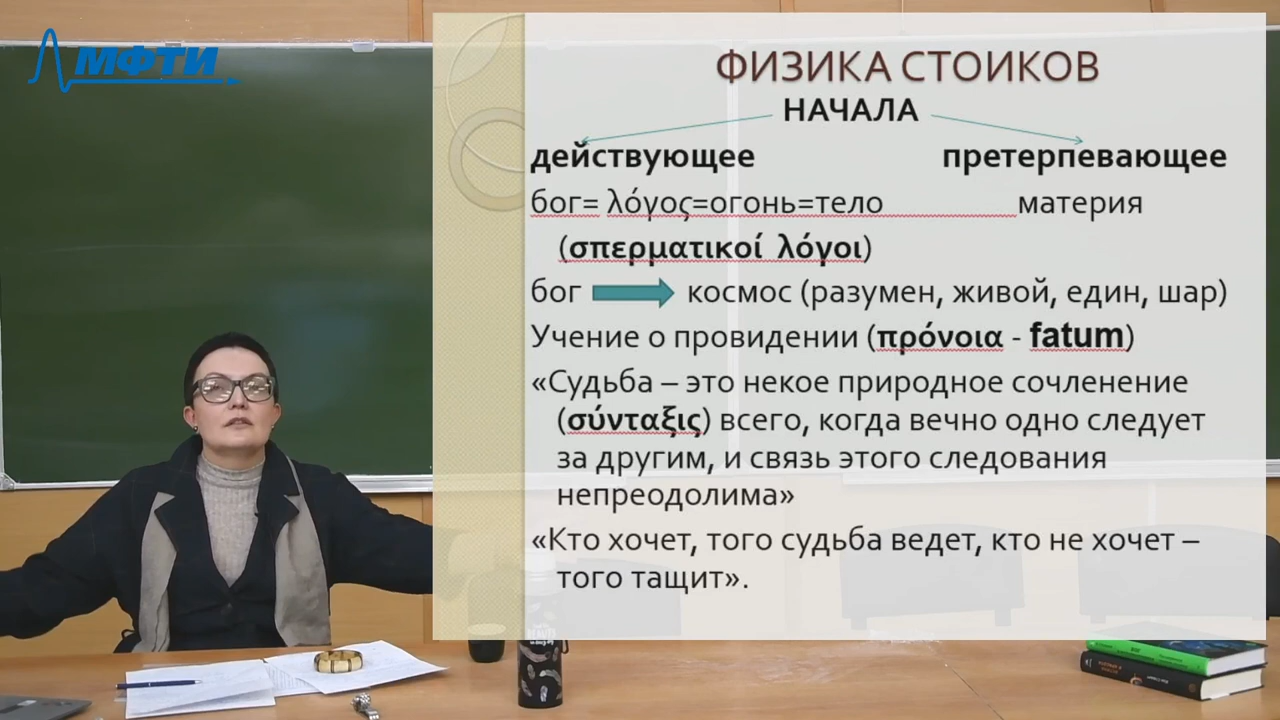 МФТИ
ФИЗИКА СТОИКОВ
НАЧАЛА
действующее претерпевающее
бог= λόγος=огонь=тело материя
(σπερματικοί λόγοι)
бог космос (разумен, живой, един, шар)
Учение о провидении (πρόνοια - fatum)
«Судьба – это некое природное сочленение
(σύνταξις) всего, когда вечно одно следует
за другим, и связь этого следования
непреодолима»
«Кто хочет, того судьба ведет, кто не хочет –
того тащит».